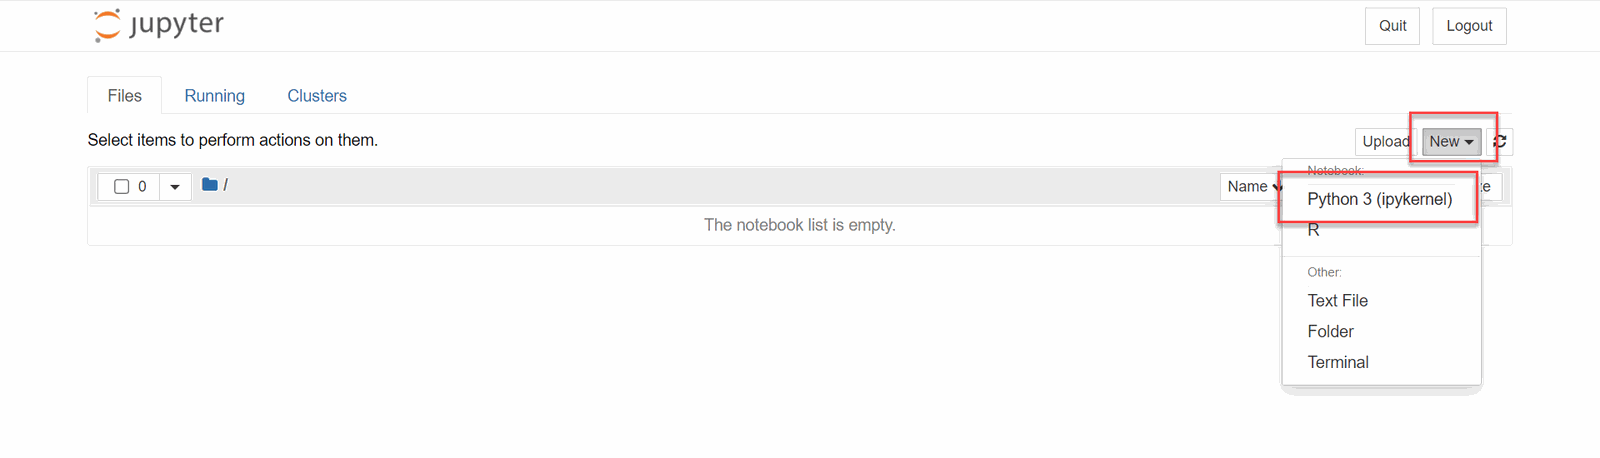 jupyter
Quit
Logout
Files
Running
Clusters
Select items to perform actions on them.
Upload
New
0
/
Name
Notebook:
Python 3 (ipykernel)
The notebook list is empty.
R
Other:
Text File
Folder
Terminal